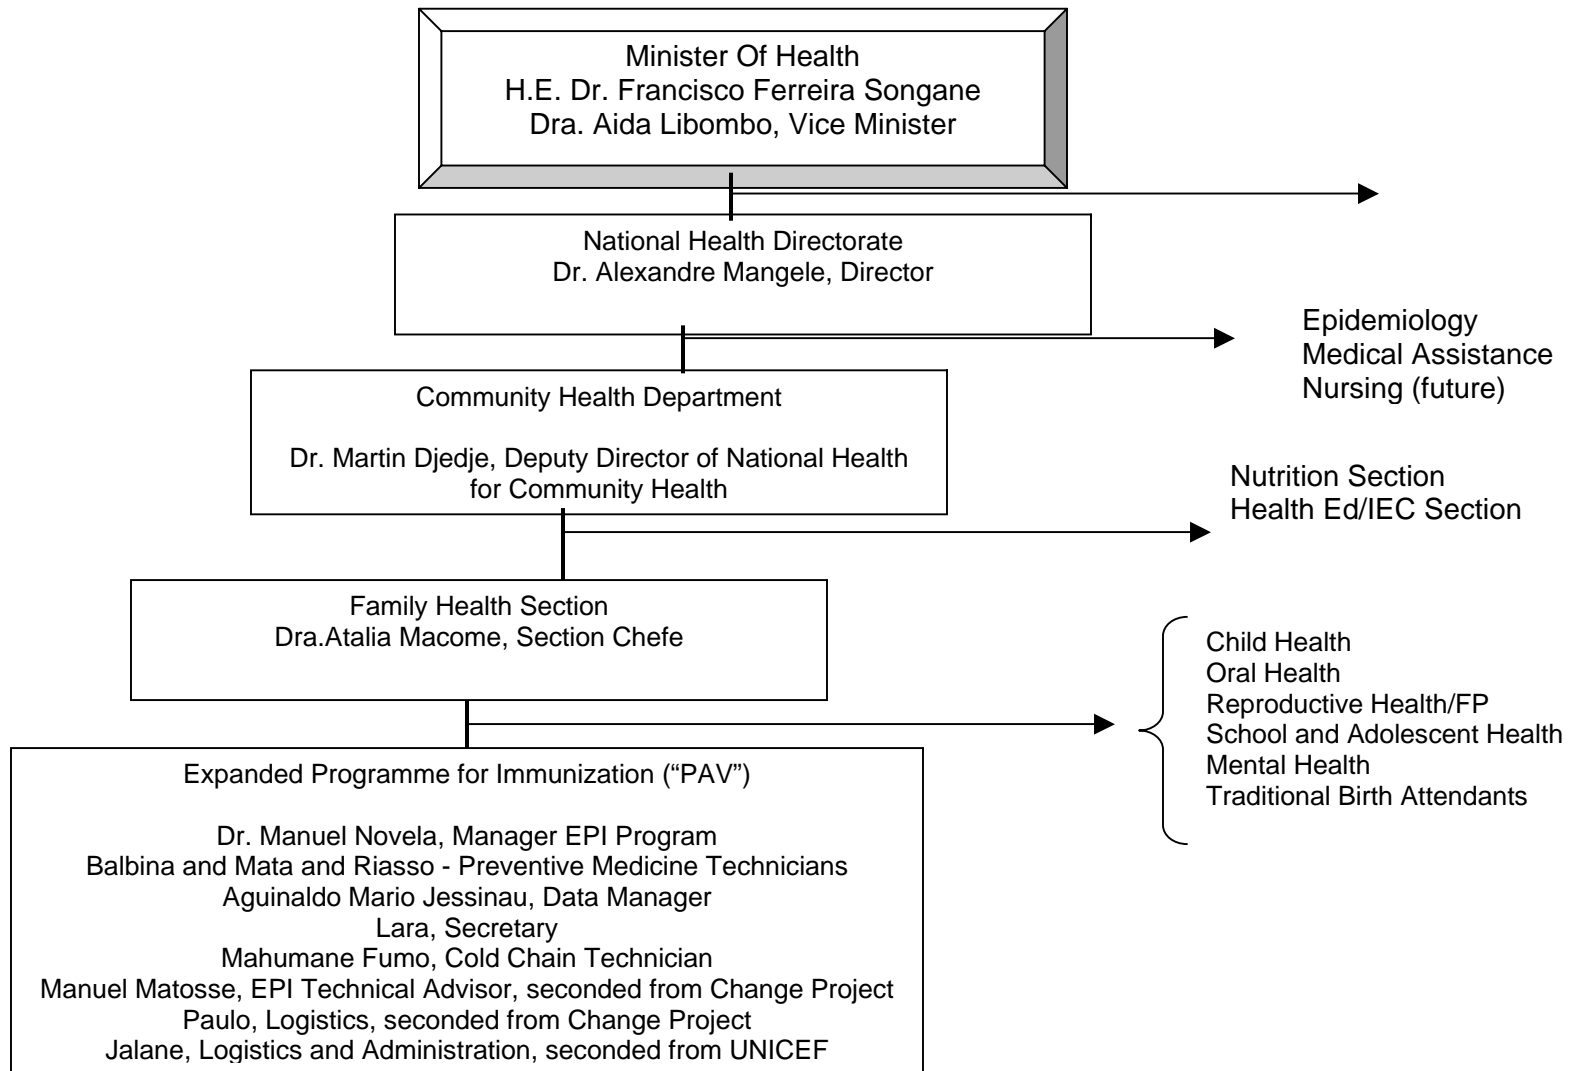 Minister Of Health
H.E. Dr. Francisco Ferreira Songane
Dra. Aida Libombo, Vice Minister
National Health Directorate
Dr. Alexandre Mangele, Director
Epidemiology
Medical Assistance
Nursing (future)
Community Health Department
Dr. Martin Djedje, Deputy Director of National Health
for Community Health
Nutrition Section
Health Ed/IEC Section
Family Health Section
Dra.Atalia Macome, Section Chefe
Child Health
Oral Health
Reproductive Health/FP
School and Adolescent Health
Mental Health
Traditional Birth Attendants
Expanded Programme for Immunization (“PAV”)
Dr. Manuel Novela, Manager EPI Program
Balbina and Mata and Riasso - Preventive Medicine Technicians
Aguinaldo Mario Jessinau, Data Manager
Lara, Secretary
Mahumane Fumo, Cold Chain Technician
Manuel Matosse, EPI Technical Advisor, seconded from Change Project
Paulo, Logistics, seconded from Change Project
Jalane, Logistics and Administration, seconded from UNICEF